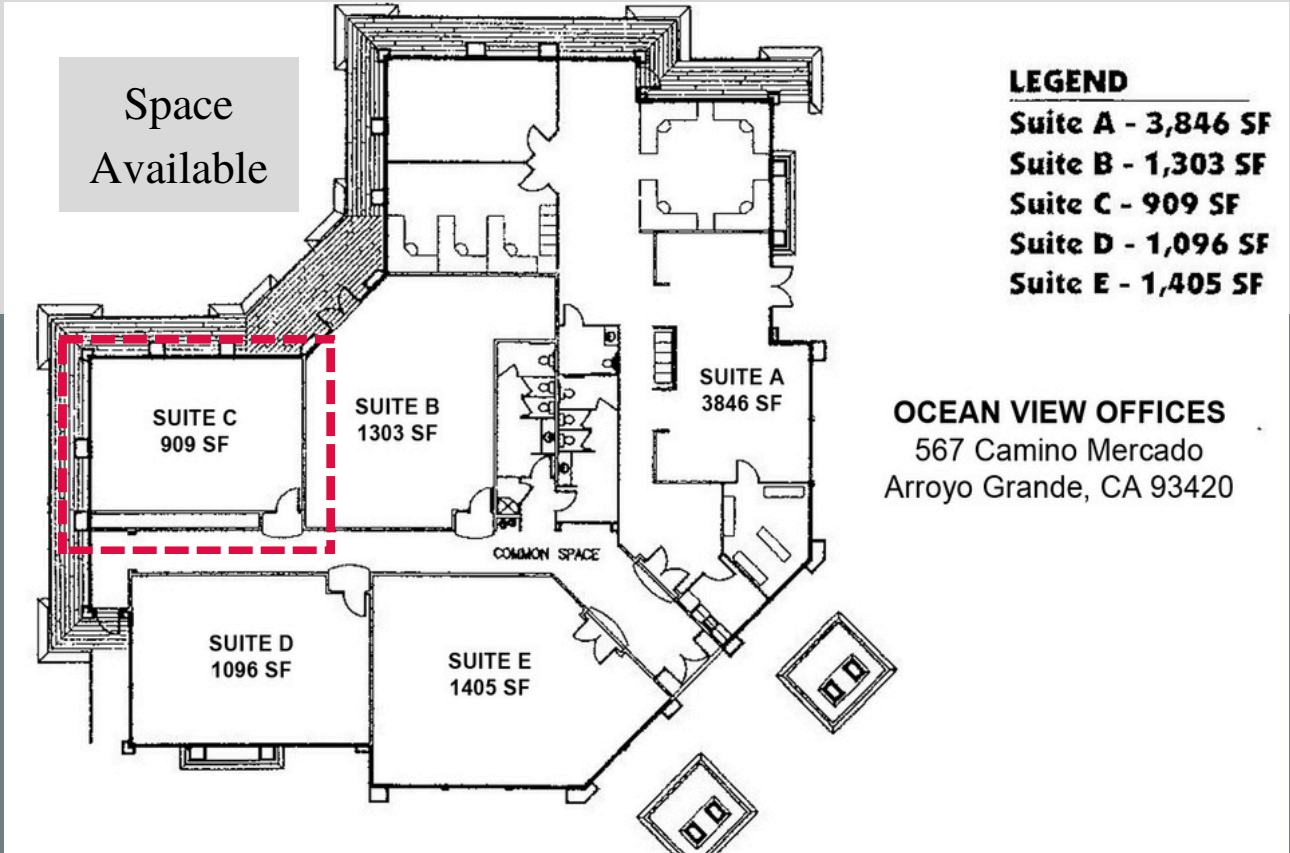 Space
Available
LEGEND
Suite A - 3,846 SF
Suite B - 1,303 SF
Suite C - 909 SF
Suite D - 1,096 SF
Suite E - 1,405 SF
SUITE A
3846 SF
SUITE C
909 SF
SUITE B
1303 SF
OCEAN VIEW OFFICES
567 Camino Mercado
Arroyo Grande, CA 93420
COMMON SPACE
SUITE D
1096 SF
SUITE E
1405 SF